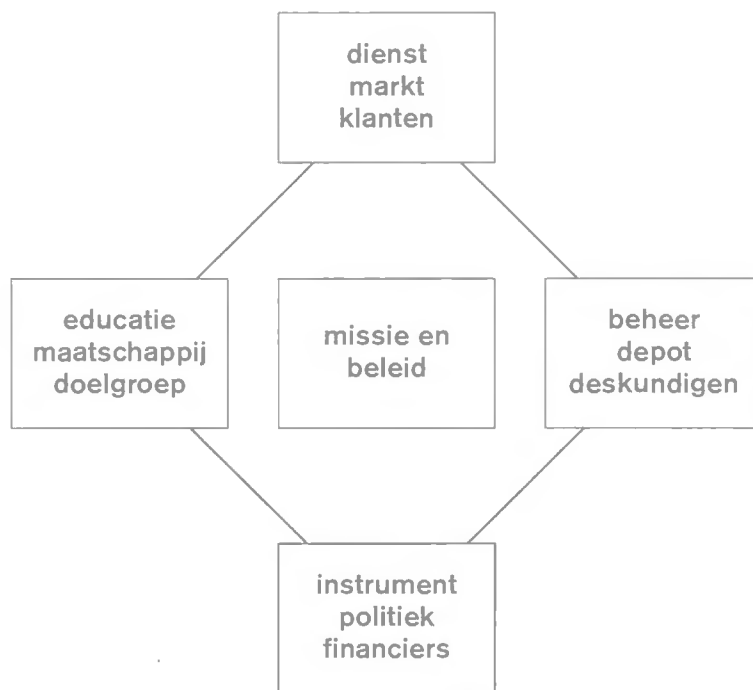 dienst
markt
klanten
educatie
maatschappij
doelgroep
missie en
beleid
beheer
depot
deskundigen
instrument
politiek
financiers